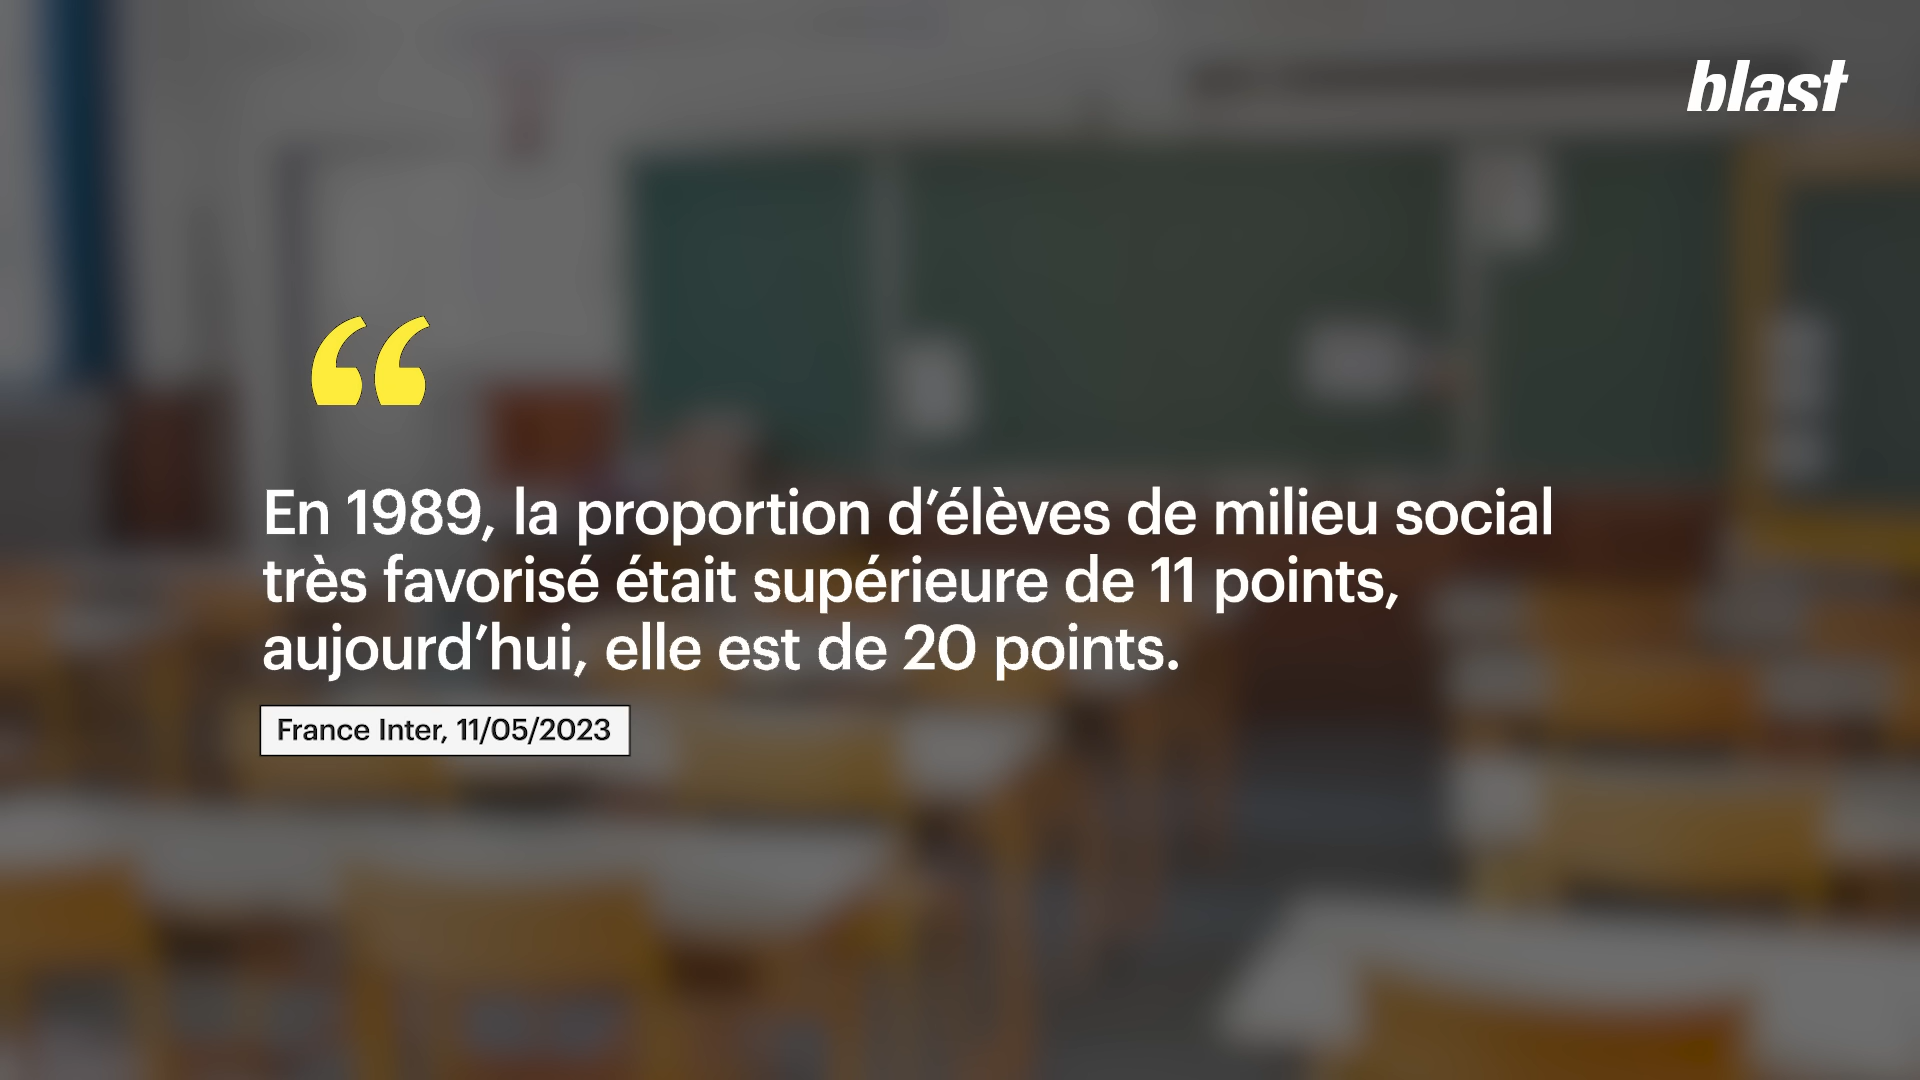 blast
“
En 1989, la proportion d’élèves de milieu social
très favorisé était supérieure de 11 points,
aujourd’hui, elle est de 20 points.
France Inter, 11/05/2023